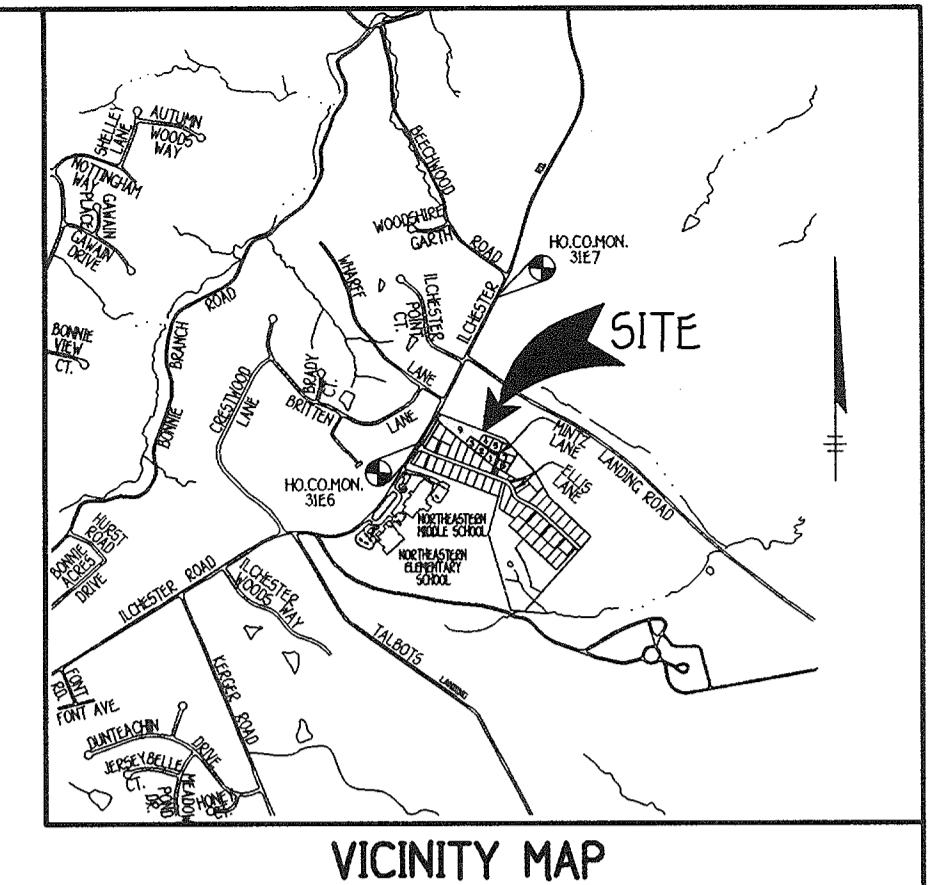 AUTUMN
WOODS
WAY
SHELLEY
LANE
NOTTINGHAM
WAY
GAWAIN
PLACE
GAWAIN
DRIVE
BONNIE
VIEW
CT.
BONNIE
BRANCH
ROAD
BEECHWOOD
ROAD
WOODSHIRE
GARTH
HO.CO.MON.
31E7
WHARFF
LANE
ILCHESTER
POINT
CT.
ILCHESTER
SITE
CRESTWOOD
LANE
BRADY
CT.
BRITTEN
LANE
MINTZ
LANE
LANDING ROAD
ELLIS
LANE
HO.CO.MON.
31E6
NORTHEASTERN
MIDDLE SCHOOL
NORTHEASTERN
ELEMENTARY
SCHOOL
HURST
ROAD
BONNIE
ACRES
DRIVE
ILCHESTER ROAD
ILCHESTER
WOODS WAY
TALBOTS
LANDING
KERGER ROAD
FONT
RD.
FONT AVE.
DUNTEACHIN
DRIVE
JERSEYBELLE
CT.
MEADOW
POND
DR.
HONEY
VICINITY MAP